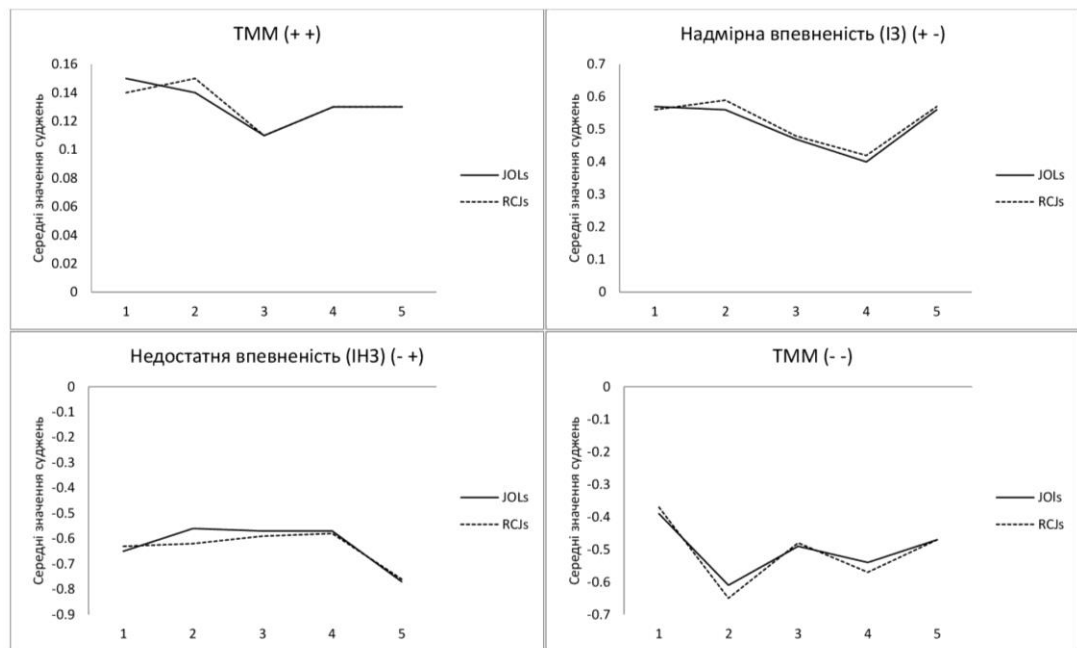 ТММ (+ +)
Середні значення суджень
0.16
0.14
0.12
0.1
0.08
0.06
0.04
0.02
0
1 2 3 4 5
JOLs
RCJs
Надмірна впевненість (ІЗ) (+ -)
Середні значення суджень
0.7
0.6
0.5
0.4
0.3
0.2
0.1
0
1 2 3 4 5
JOLs
RCJs
Недостатня впевненість (ІНЗ) (- +)
Середні значення суджень
0
-0.1
-0.2
-0.3
-0.4
-0.5
-0.6
-0.7
-0.8
-0.9
1 2 3 4 5
JOLs
RCJs
ТММ (- -)
Середні значення суджень
0
-0.1
-0.2
-0.3
-0.4
-0.5
-0.6
-0.7
1 2 3 4 5
JOIs
RCJs